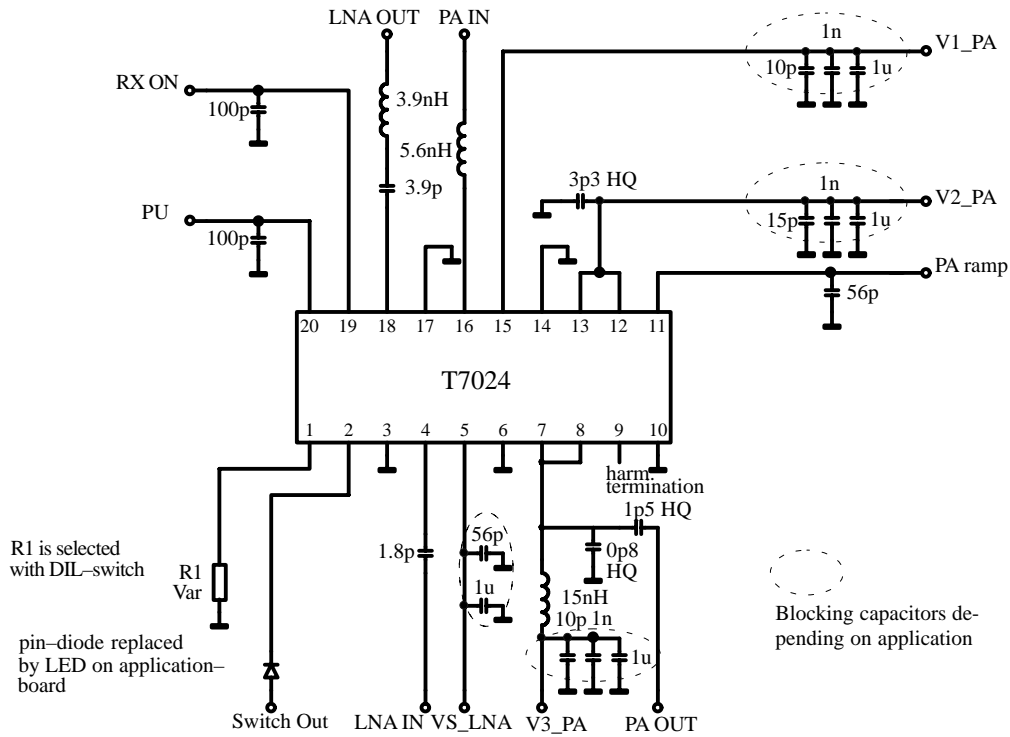 LNA OUT PA IN
1n
V1_PA
10p
1u
RX ON
100p
3.9nH
5.6nH
3.9p
3p3 HQ
1n
V2_PA
15p
1u
PU
100p
PA ramp
56p
20 19 18 17 16 15 14 13 12 11
T7024
1 2 3 4 5 6 7 8 9 10
harm.
termination
1p5 HQ
0p8
HQ
56p
1.8p
1u
15nH
10p 1n
1u
R1 is selected
with DIL–switch
R1
Var
pin–diode replaced
by LED on application–
board
Blocking capacitors de-
pending on application
Switch Out
LNA IN
VS_LNA
V3_PA
PA OUT